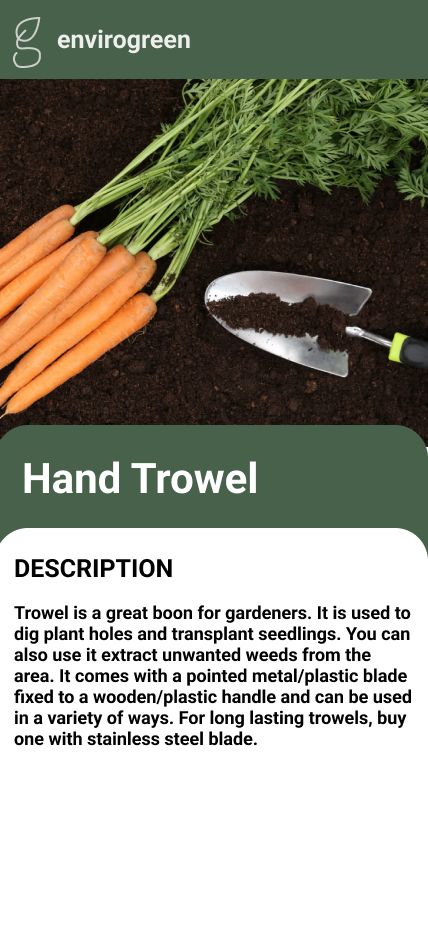 envirogreen
Hand Trowel
DESCRIPTION
Trowel is a great boon for gardeners. It is used to
dig plant holes and transplant seedlings. You can
also use it extract unwanted weeds from the
area. It comes with a pointed metal/plastic blade
fixed to a wooden/plastic handle and can be used
in a variety of ways. For long lasting trowels, buy
one with stainless steel blade.